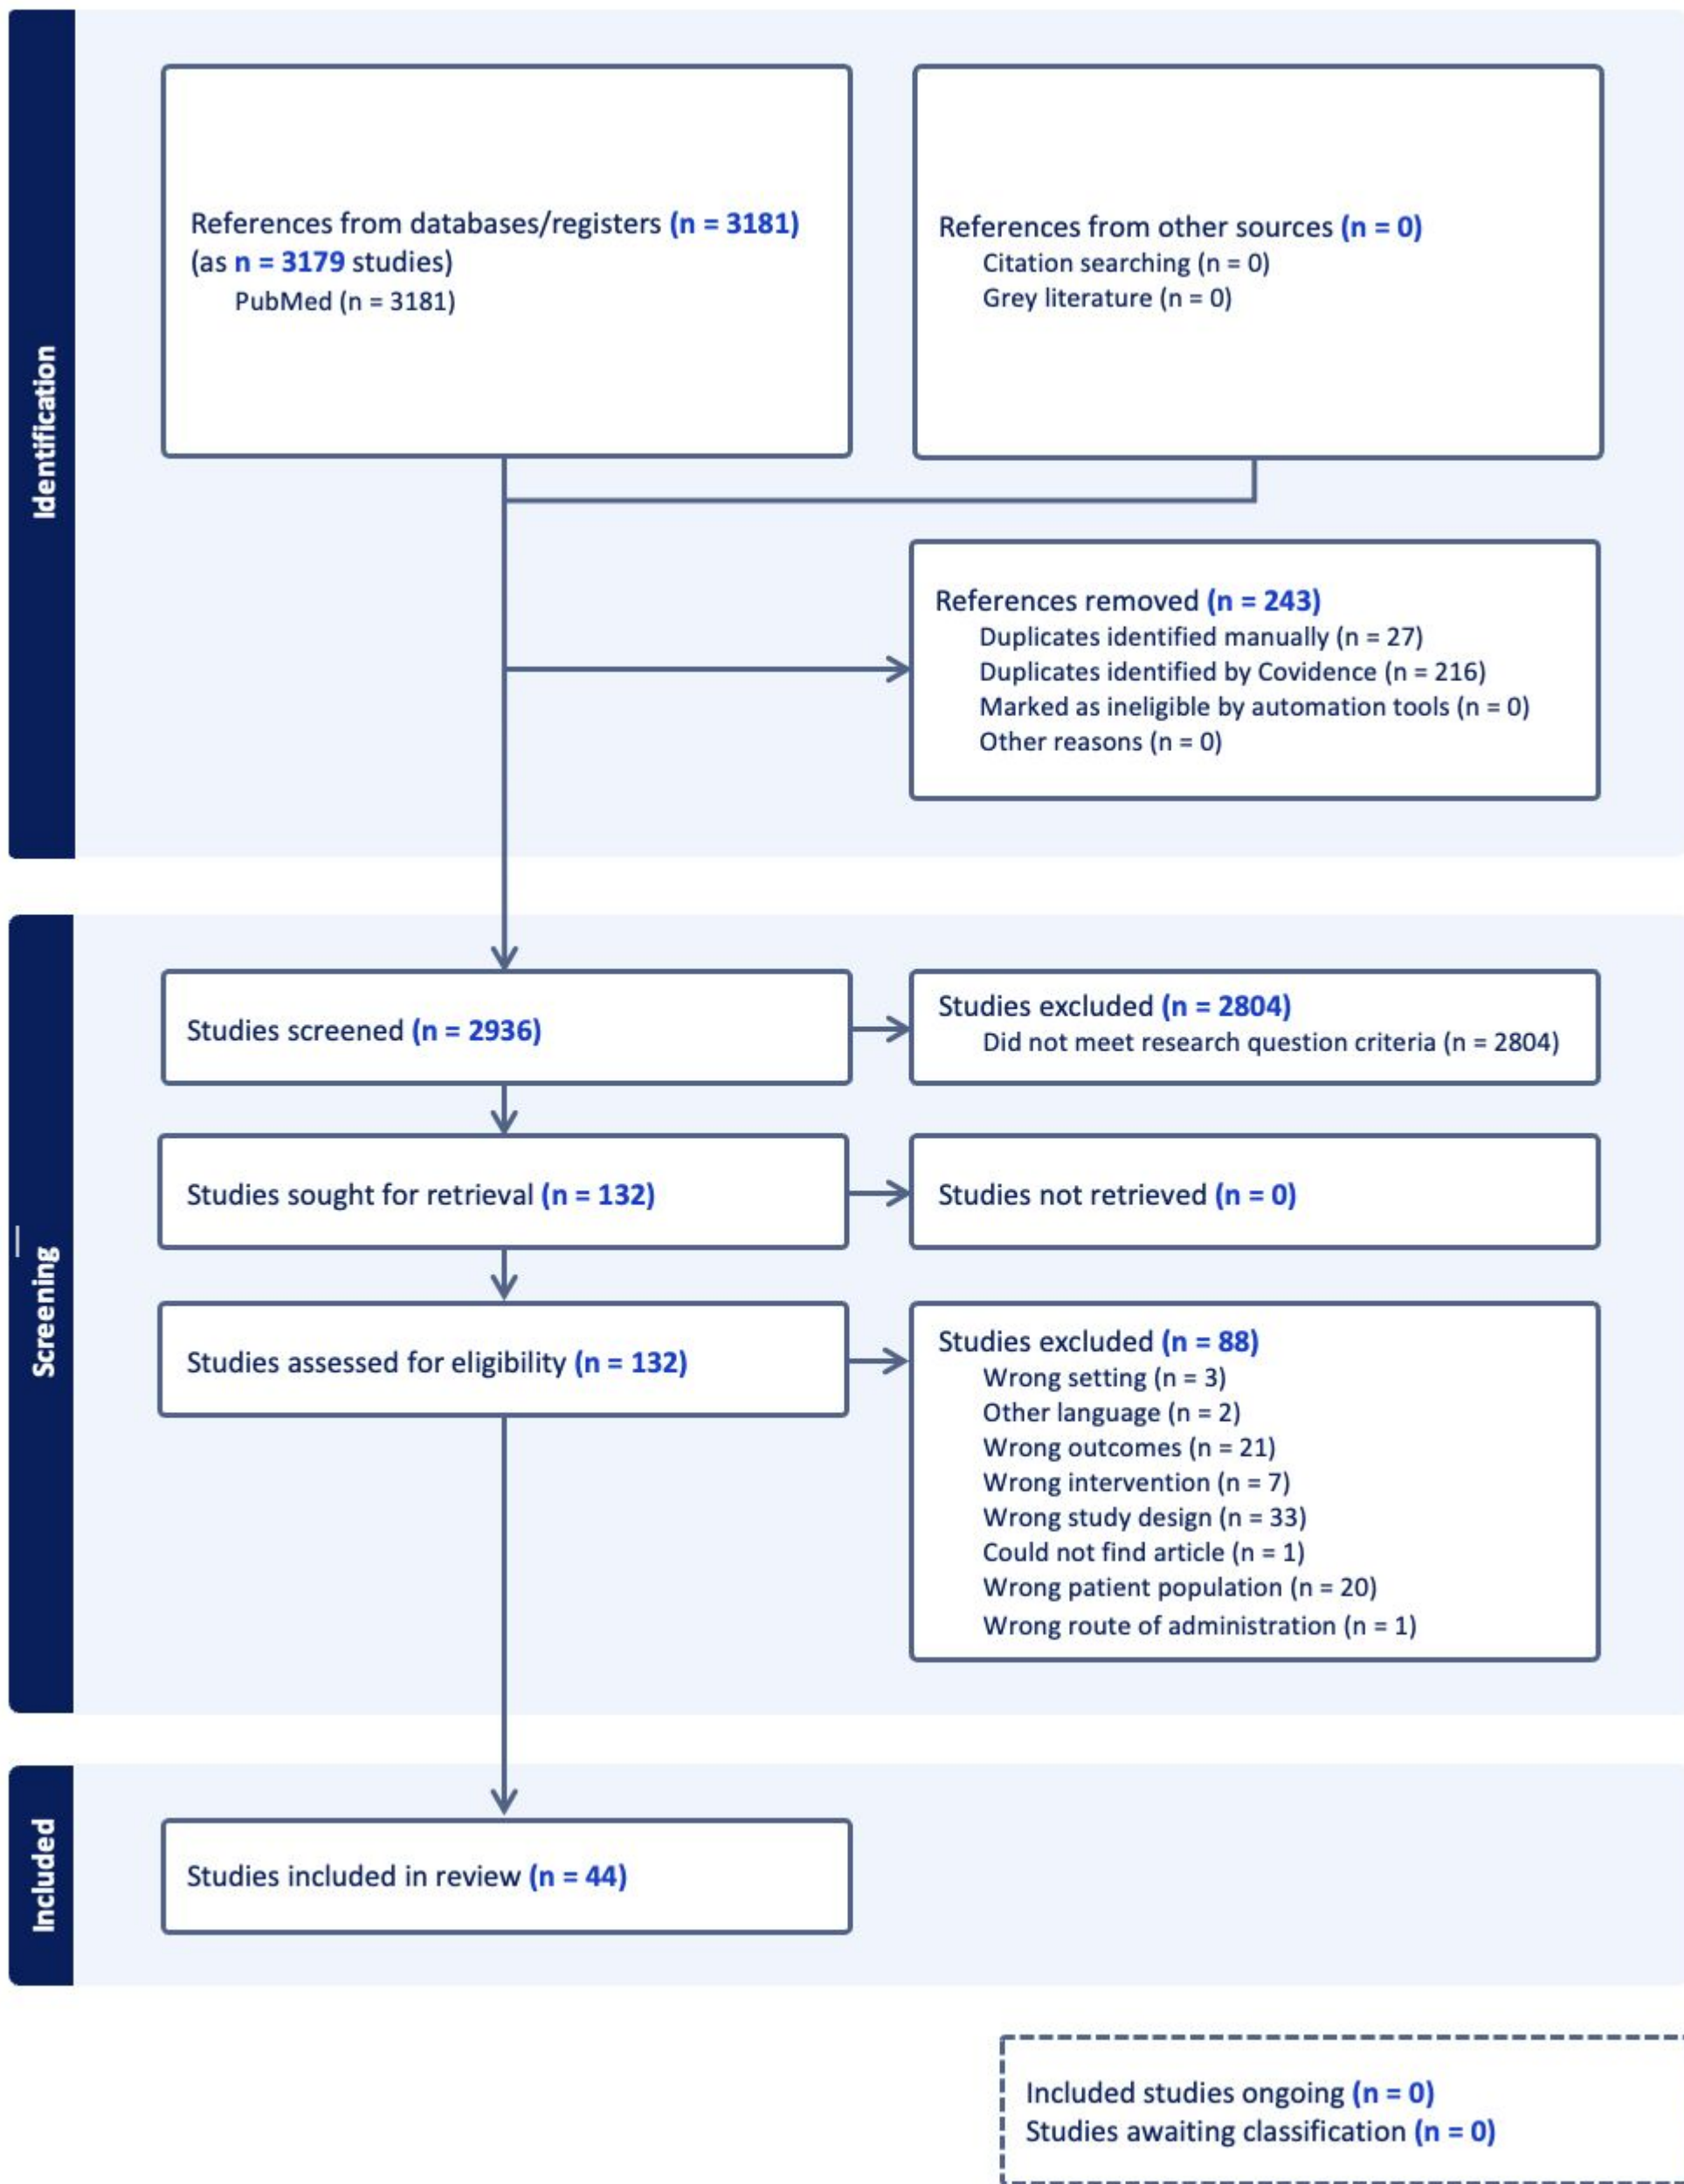 Identification
References from databases/registers (n = 3181)
(as n = 3179 studies)
PubMed (n = 3181)
References from other sources (n = 0)
Citation searching (n = 0)
Grey literature (n = 0)
References removed (n = 243)
Duplicates identified manually (n = 27)
Duplicates identified by Covidence (n = 216)
Marked as ineligible by automation tools (n = 0)
Other reasons (n = 0)
Screening
Studies screened (n = 2936)
Studies excluded (n = 2804)
Did not meet research question criteria (n = 2804)
Studies sought for retrieval (n = 132)
Studies not retrieved (n = 0)
Studies assessed for eligibility (n = 132)
Studies excluded (n = 88)
Wrong setting (n = 3)
Other language (n = 2)
Wrong outcomes (n = 21)
Wrong intervention (n = 7)
Wrong study design (n = 33)
Could not find article (n = 1)
Wrong patient population (n = 20)
Wrong route of administration (n = 1)
Included
Studies included in review (n = 44)
Included studies ongoing (n = 0)
Studies awaiting classification (n = 0)